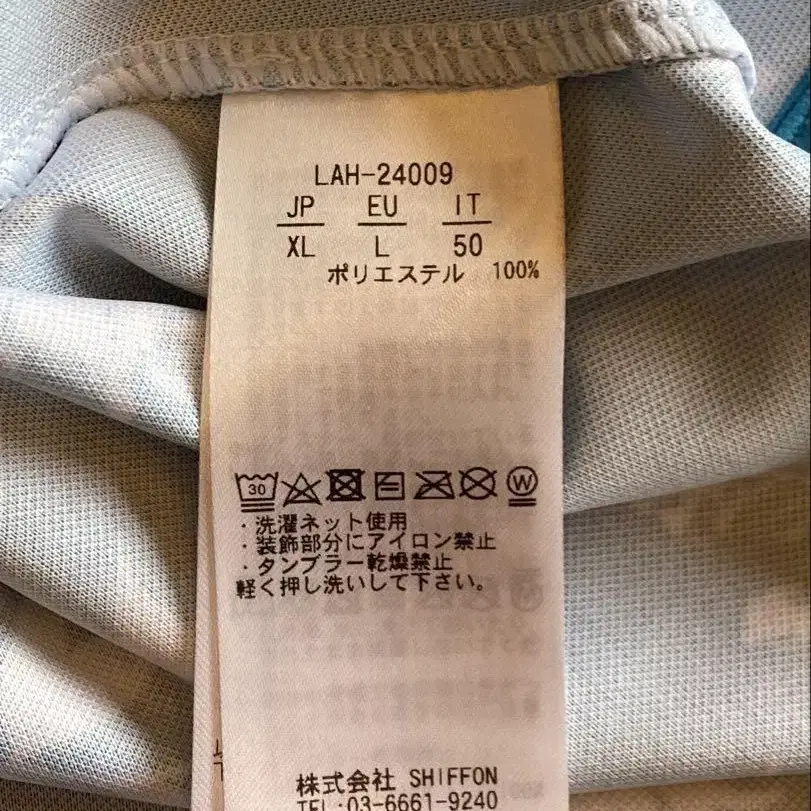 LAH-24009
JP EU IT
XL L 50
ポリエステル 100%
30 W
・洗濯ネット使用
・装飾部分にアイロン禁止
・タンブラー乾燥禁止
軽く押し洗いして下さい。
株式会社 SHIFFON
TEL:03-6661-9240